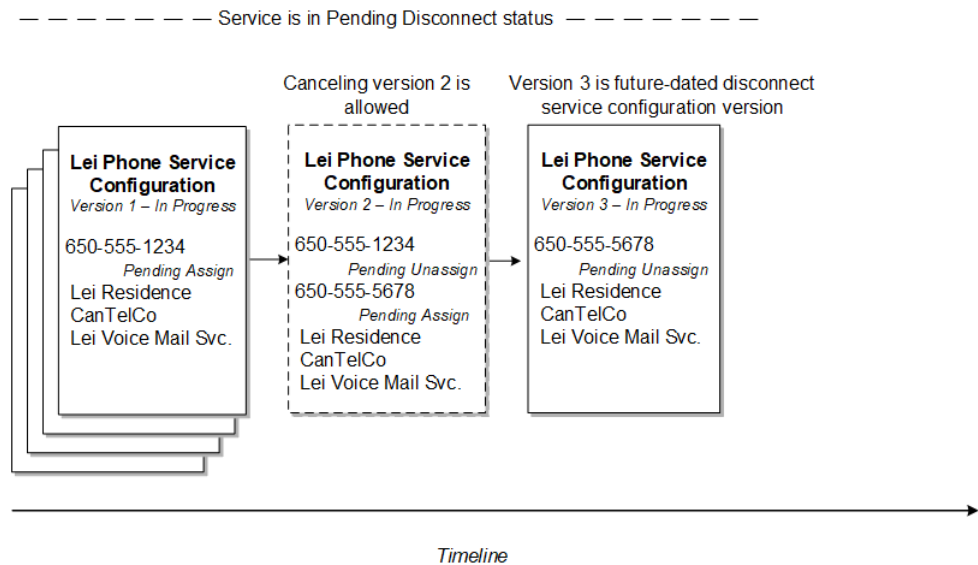 Service is in Pending Disconnect status
Canceling version 2 is
allowed
Version 3 is future-dated disconnect
service configuration version
Lei Phone Service
Configuration
Version 1 – In Progress
650-555-1234
Pending Assign
Lei Residence
CanTelCo
Lei Voice Mail Svc.
Lei Phone Service
Configuration
Version 2 – In Progress
650-555-1234
Pending Unassign
650-555-5678
Pending Assign
Lei Residence
CanTelCo
Lei Voice Mail Svc.
Lei Phone Service
Configuration
Version 3 – In Progress
650-555-5678
Pending Unassign
Lei Residence
CanTelCo
Lei Voice Mail Svc.
Timeline